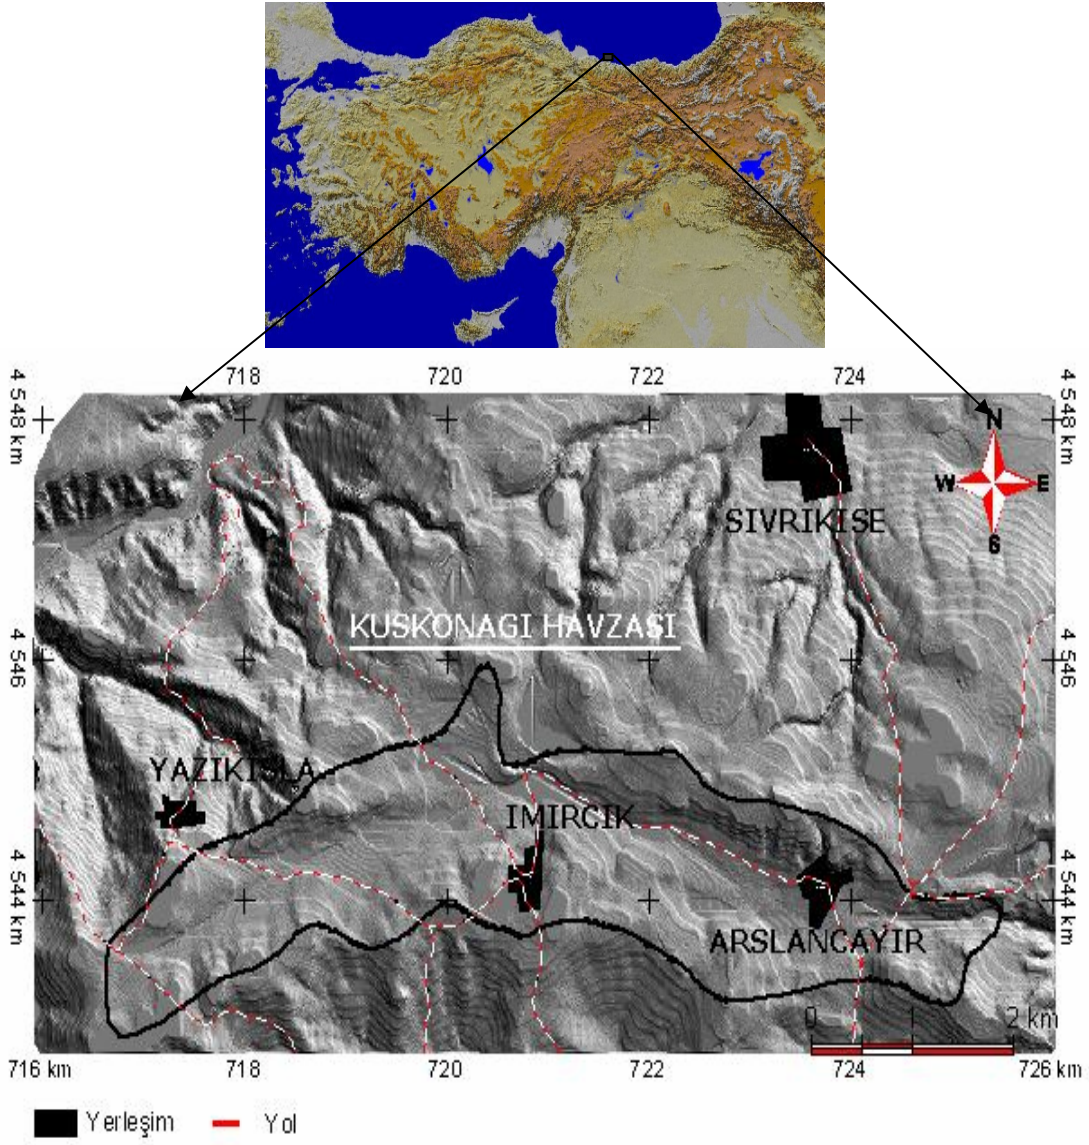 718 720 722 724
4 548 km
4 548 km
N
W E
S
SIVRIKISE
KUSKONAGI HAVZASI
4 546
4 546
YAZIKISLA
IMIRCIK
4 544 km
4 544 km
ARSLANCAYIR
0 1 2 km
716 km 718 720 722 724 726 km
Yerleşim Yol